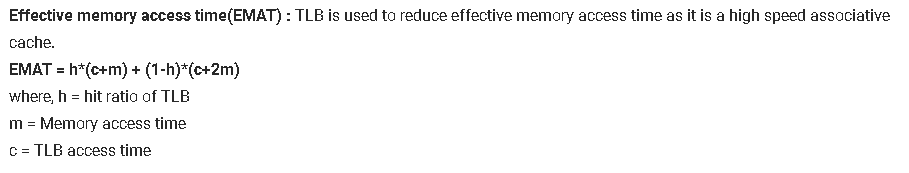 Effective memory access time(EMAT) : TLB is used to reduce effective memory access time as it is a high speed associative
cache.
EMAT = h*(c+m) + (1-h)*(c+2m)
where, h = hit ratio of TLB
m = Memory access time
c = TLB access time